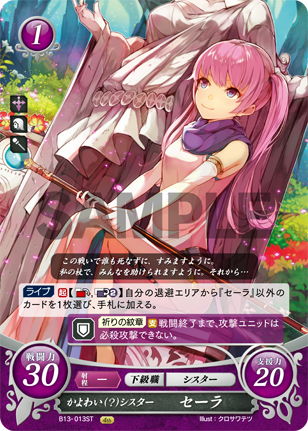 1
SAMPLE
この戦いで誰も死なずに、すみますように。
私の杖で、みんなを助けられますように。それから…
ライブ 起 自分の退避エリアから『セーラ』以外の
カードを1枚選び、手札に加える。
祈りの紋章 支 戦闘終了まで、攻撃ユニットは
必殺攻撃できない。
戦闘力
30
射程 － 下級職 シスター
支援力
20
かよわい(？)シスター セーラ
B13-013ST Illust：クロサワテツ